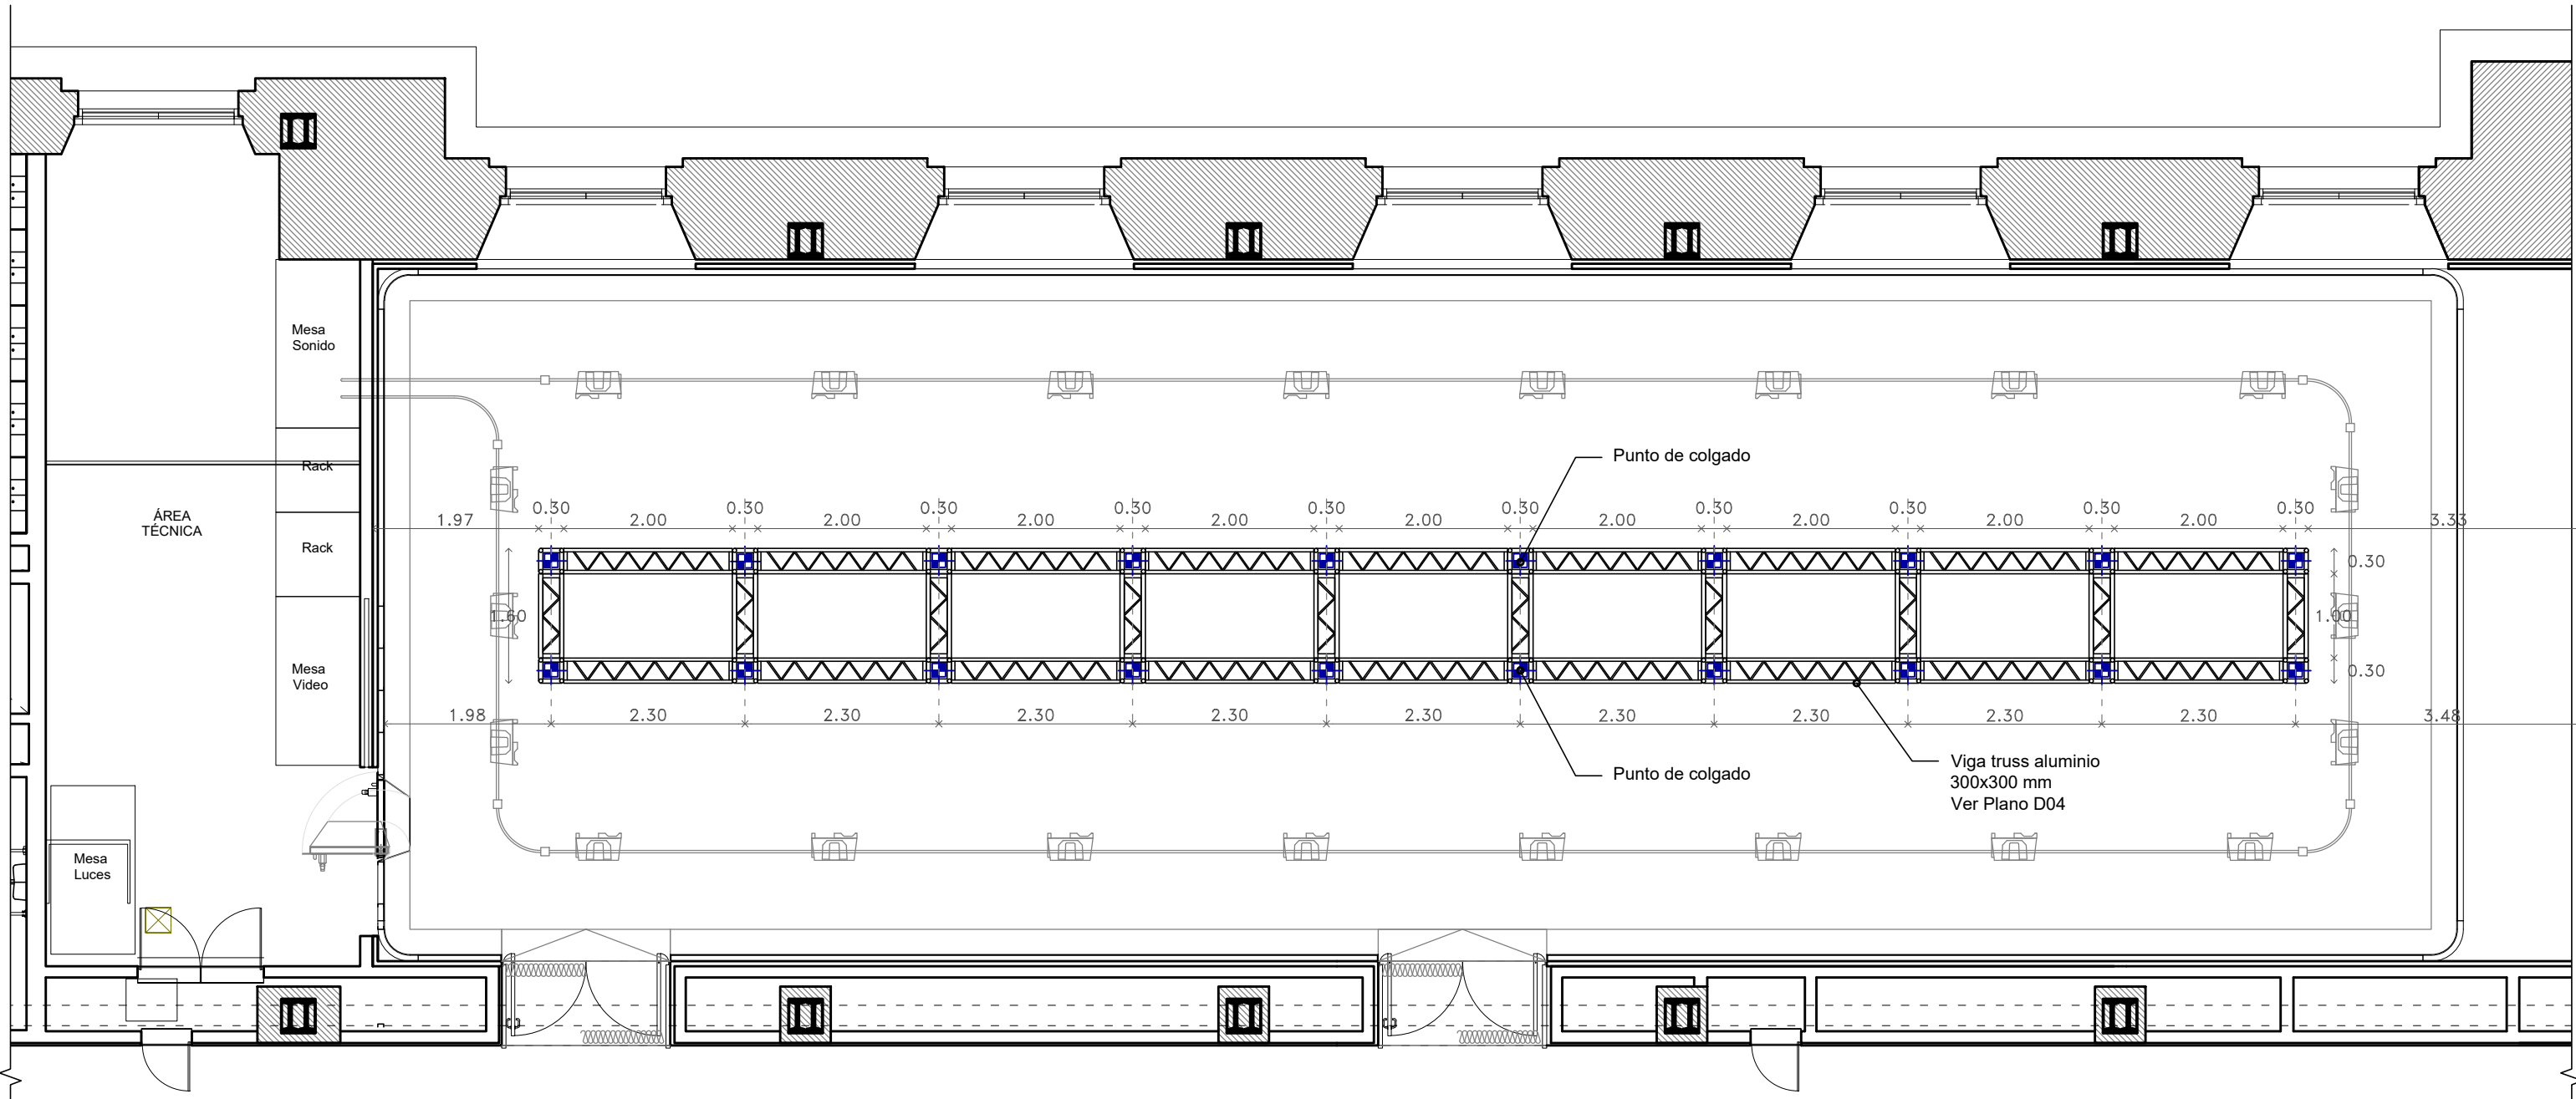 Mesa
Sonido
Rack
ÁREA
TÉCNICA
Rack
Mesa
Video
Mesa
Luces
Punto de colgado
0.30 0.30 0.30 0.30 0.30 0.30 0.30 0.30 0.30 0.30
1.97 2.00 2.00 2.00 2.00 2.00 2.00 2.00 2.00 2.00 3.33
0.30
1.60 1.00
0.30
1.98 2.30 2.30 2.30 2.30 2.30 2.30 2.30 2.30 2.30 3.48
Punto de colgado
Viga truss aluminio
300x300 mm
Ver Plano D04